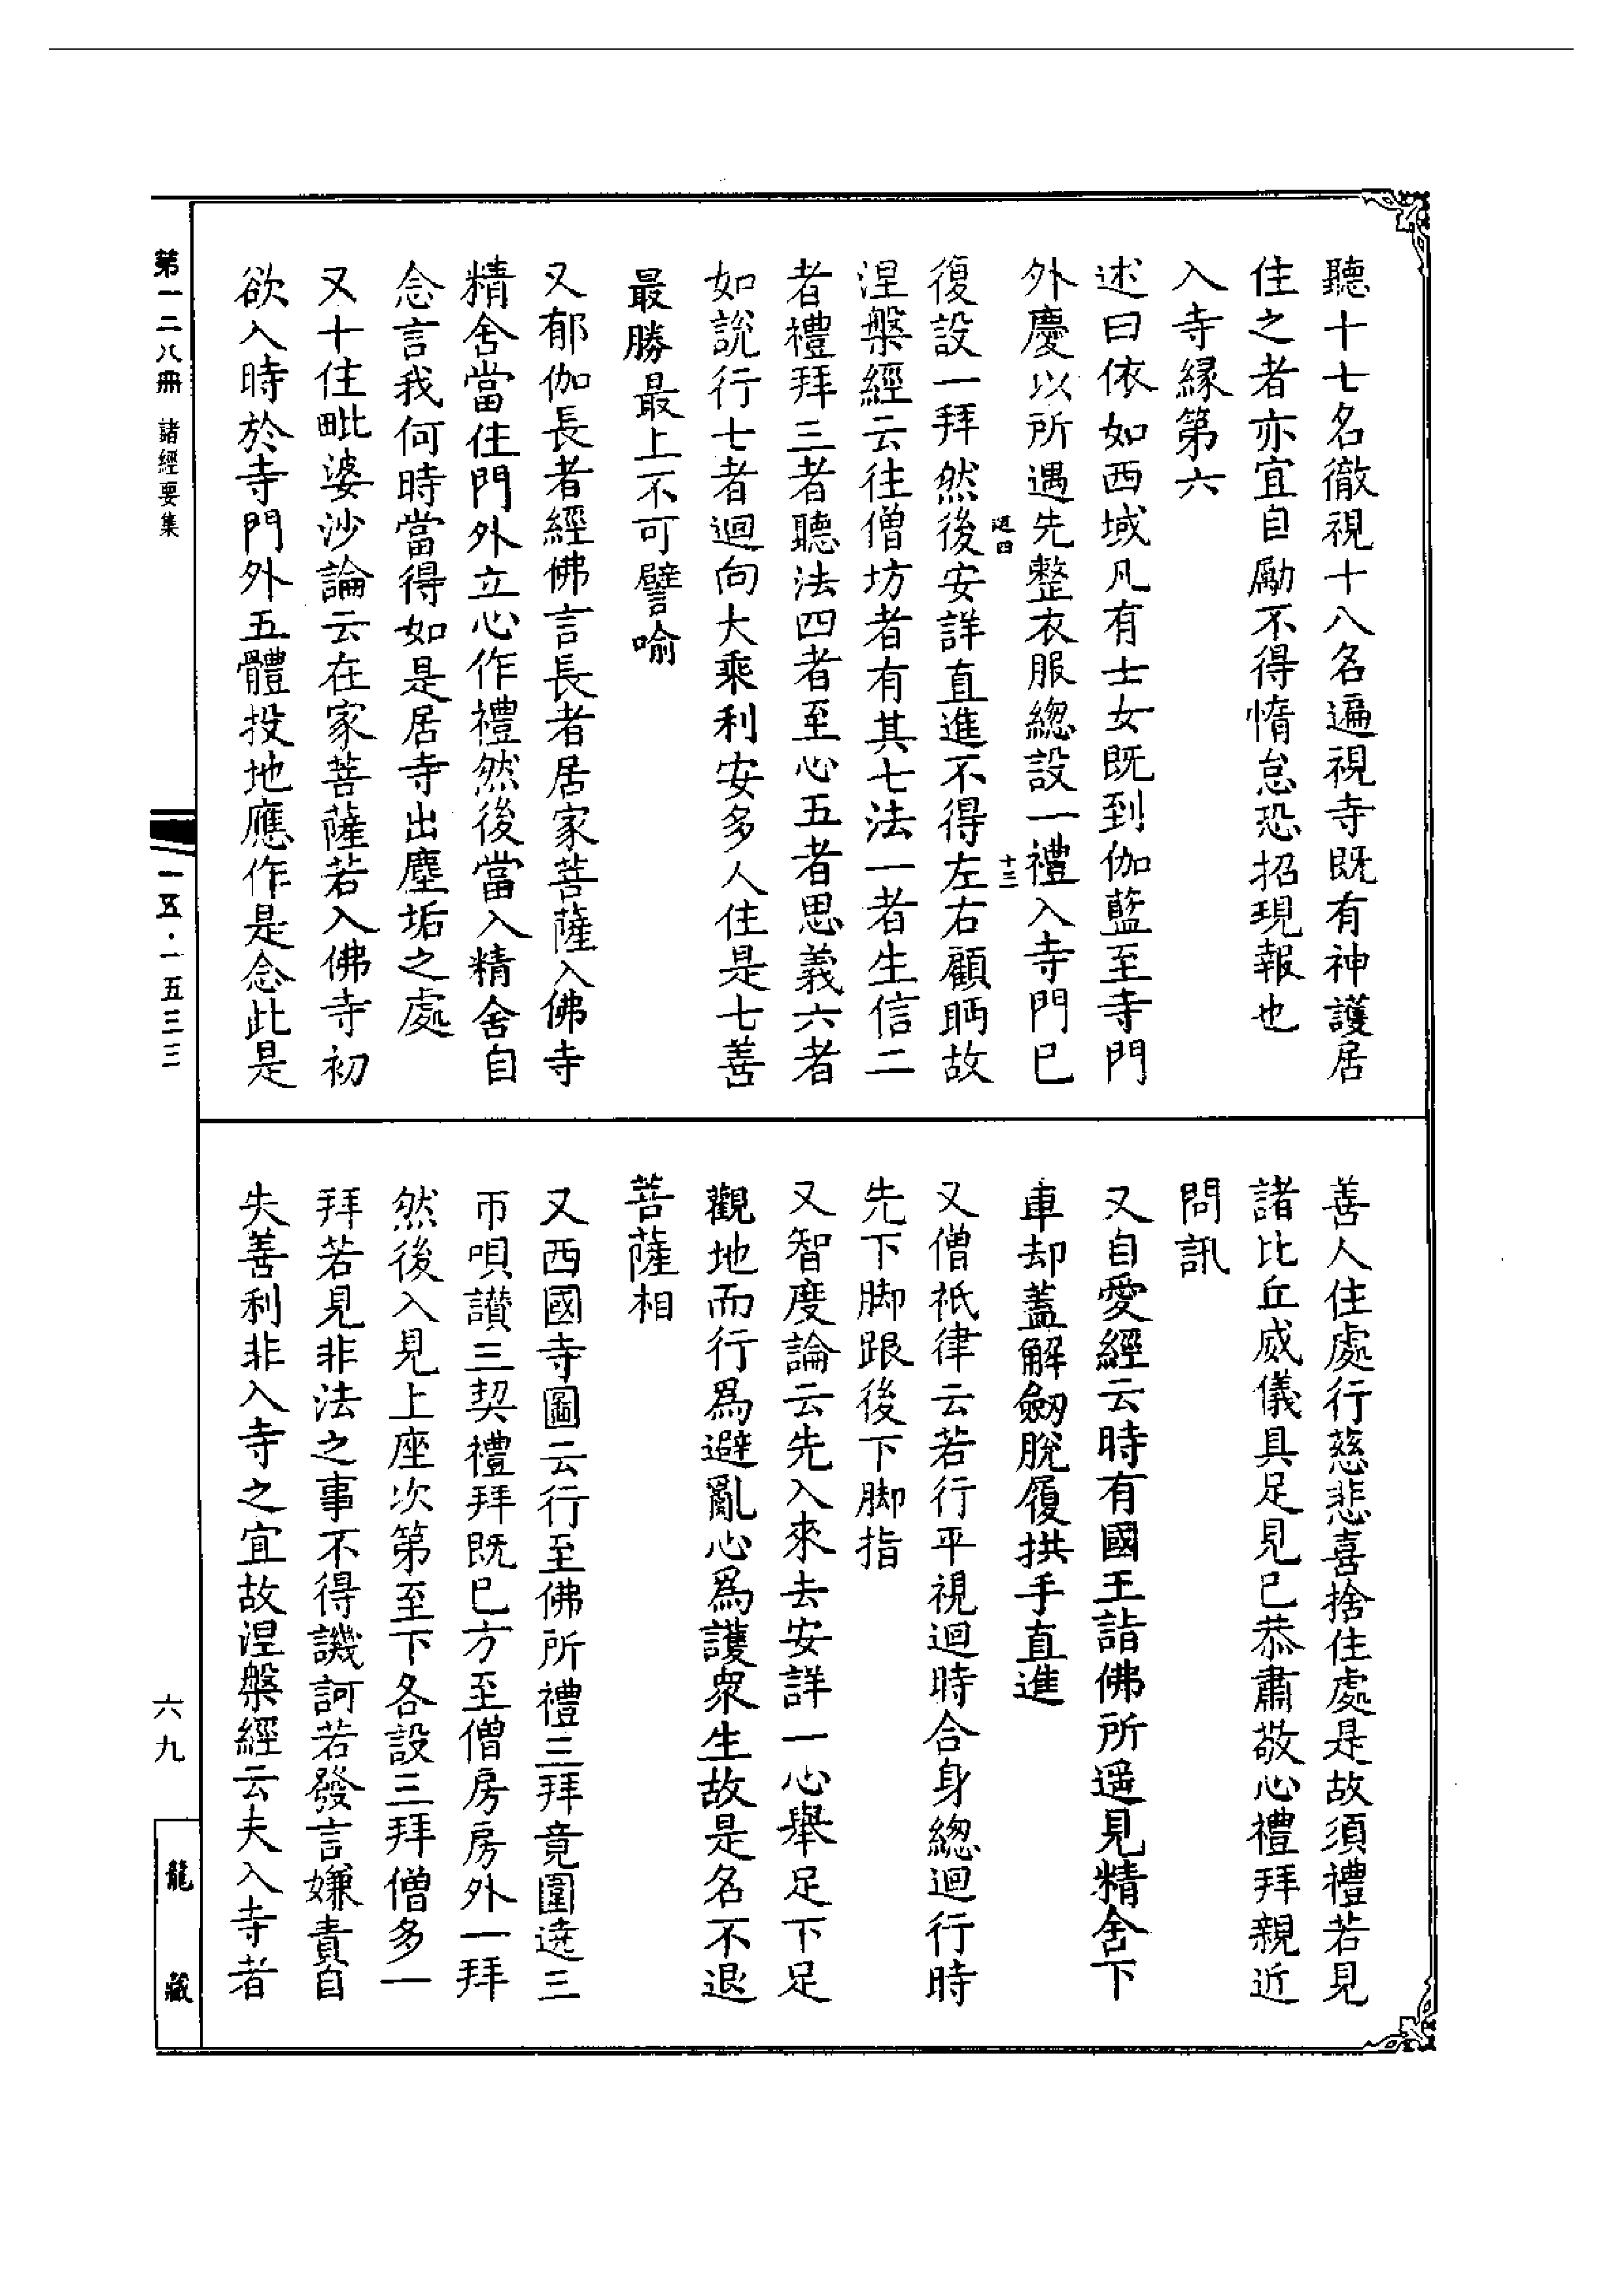 聽十七名徹視十八名遍視寺既有神護居
住之者亦宜自勵不得惰怠恐招現報也
入寺緣第六
述曰依如西域凡有士女既到伽藍至寺門
外慶以所遇先整衣服總設一禮入寺門已
十三
復設一拜然後安詳直進不得左右顧眄故
涅槃經云往僧坊者有其七法一者生信二
者禮拜三者聽法四者至心五者思義六者
如說行七者迴向大乘利安多人住是七善
最勝最上不可譬喻
又郁伽長者經佛言長者居家菩薩入佛寺
精舍當住門外立心作禮然後當入精舍自
念言我何時當得如是居寺出塵垢之處
又十住毗婆沙論云在家菩薩若入佛寺初
欲入時於寺門外五體投地應作是念此是
善人住處行慈悲喜捨住處是故須禮若見
諸比丘威儀具足見已恭肅敬心禮拜親近
問訊
又自愛經云時有國王詣佛所遥見精舍下
車却蓋解劒脫履拱手直進
又僧祇律云若行平視迴時合身總迴行時
先下脚跟後下脚指
又智度論云先入來去安詳一心舉足下足
觀地而行爲避亂心爲護衆生故是名不退
菩薩相
又西國寺圖云行至佛所禮三拜竟圍遶三
帀唄讚三契禮拜既已方至僧房房外一拜
然後入見上座次第至下各設三拜僧多一
拜若見非法之事不得譏訶若發言嫌責自
失善利非入寺之宜故涅槃經云夫入寺者
第一二八冊 諸經要集
一五·一五三三
六九
龍藏